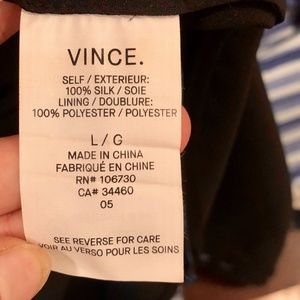 VINCE.
SELF / EXTERIEUR:
100% SILK / SOIE
LINING / DOUBLURE:
100% POLYESTER / POLYESTER
L / G
MADE IN CHINA
FABRIQUÉ EN CHINE
RN# 106730
CA# 34460
05
SEE REVERSE FOR CARE
VOIR AU VERSO POUR LES SOINS